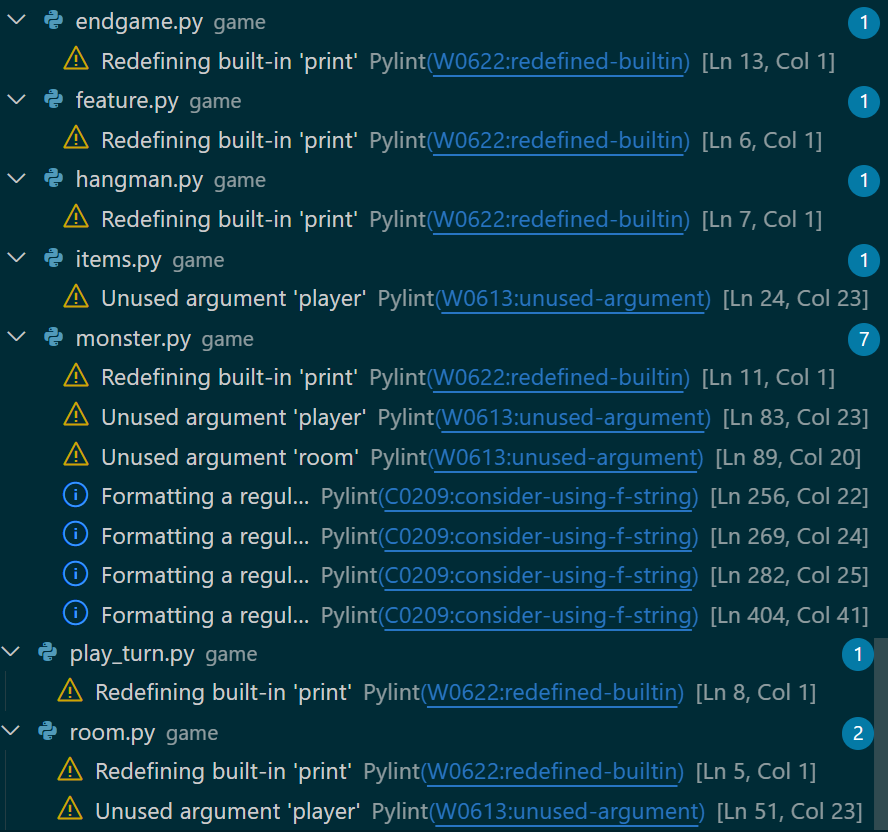 endgame.py game 1
Redefining built-in 'print' Pylint(W0622:redefined-builtin) [Ln 13, Col 1]
feature.py game 1
Redefining built-in 'print' Pylint(W0622:redefined-builtin) [Ln 6, Col 1]
hangman.py game 1
Redefining built-in 'print' Pylint(W0622:redefined-builtin) [Ln 7, Col 1]
items.py game 1
Unused argument 'player' Pylint(W0613:unused-argument) [Ln 24, Col 23]
monster.py game 7
Redefining built-in 'print' Pylint(W0622:redefined-builtin) [Ln 11, Col 1]
Unused argument 'player' Pylint(W0613:unused-argument) [Ln 83, Col 23]
Unused argument 'room' Pylint(W0613:unused-argument) [Ln 89, Col 20]
Formatting a regul... Pylint(C0209:consider-using-f-string) [Ln 256, Col 22]
Formatting a regul... Pylint(C0209:consider-using-f-string) [Ln 269, Col 24]
Formatting a regul... Pylint(C0209:consider-using-f-string) [Ln 282, Col 25]
Formatting a regul... Pylint(C0209:consider-using-f-string) [Ln 404, Col 41]
play_turn.py game 1
Redefining built-in 'print' Pylint(W0622:redefined-builtin) [Ln 8, Col 1]
room.py game 2
Redefining built-in 'print' Pylint(W0622:redefined-builtin) [Ln 5, Col 1]
Unused argument 'player' Pylint(W0613:unused-argument) [Ln 51, Col 23]